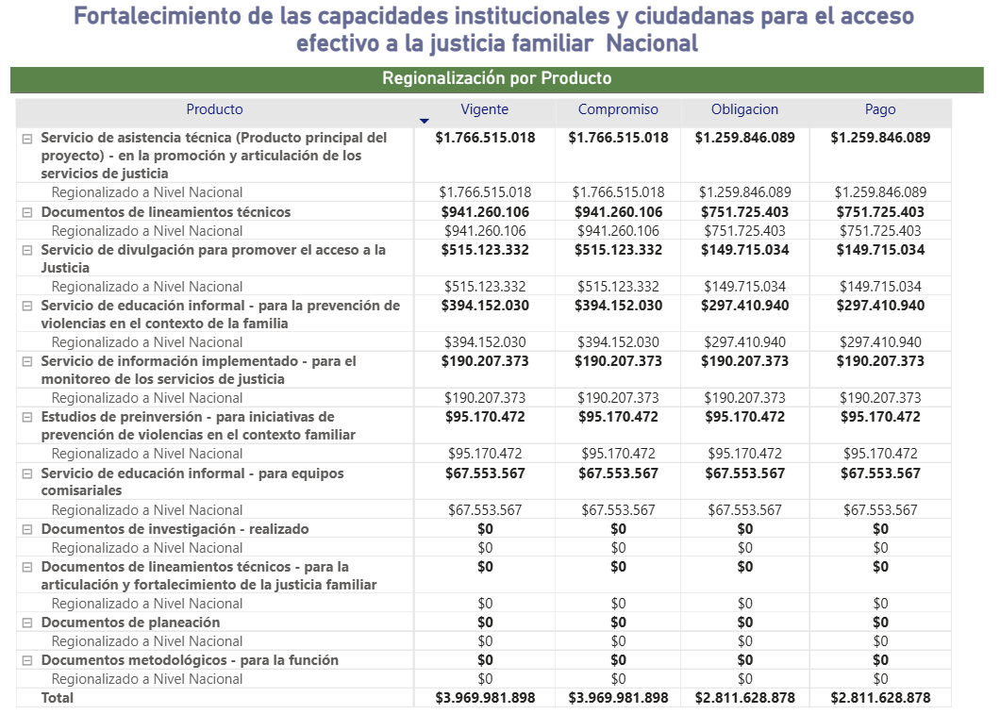 Fortalecimiento de las capacidades institucionales y ciudadanas para el acceso
efectivo a la justicia familiar Nacional
Regionalización por Producto
Producto Vigente Compromiso Obligacion Pago
Servicio de asistencia técnica (Producto principal del $1.766.515.018 $1.766.515.018 $1.259.846.089 $1.259.846.089
proyecto) - en la promoción y articulación de los
servicios de justicia
Regionalizado a Nivel Nacional $1.766.515.018 $1.766.515.018 $1.259.846.089 $1.259.846.089
Documentos de lineamientos técnicos $941.260.106 $941.260.106 $751.725.403 $751.725.403
Regionalizado a Nivel Nacional $941.260.106 $941.260.106 $751.725.403 $751.725.403
Servicio de divulgación para promover el acceso a la $515.123.332 $515.123.332 $149.715.034 $149.715.034
Justicia
Regionalizado a Nivel Nacional $515.123.332 $515.123.332 $149.715.034 $149.715.034
Servicio de educación informal - para la prevención de $394.152.030 $394.152.030 $297.410.940 $297.410.940
violencias en el contexto de la familia
Regionalizado a Nivel Nacional $394.152.030 $394.152.030 $297.410.940 $297.410.940
Servicio de información implementado - para el $190.207.373 $190.207.373 $190.207.373 $190.207.373
monitoreo de los servicios de justicia
Regionalizado a Nivel Nacional $190.207.373 $190.207.373 $190.207.373 $190.207.373
Estudios de preinversión - para iniciativas de $95.170.472 $95.170.472 $95.170.472 $95.170.472
prevención de violencias en el contexto familiar
Regionalizado a Nivel Nacional $95.170.472 $95.170.472 $95.170.472 $95.170.472
Servicio de educación informal - para equipos $67.553.567 $67.553.567 $67.553.567 $67.553.567
comisariales
Regionalizado a Nivel Nacional $67.553.567 $67.553.567 $67.553.567 $67.553.567
Documentos de investigación - realizado $0 $0 $0 $0
Regionalizado a Nivel Nacional $0 $0 $0 $0
Documentos de lineamientos técnicos - para la $0 $0 $0 $0
articulación y fortalecimiento de la justicia familiar
Regionalizado a Nivel Nacional $0 $0 $0 $0
Documentos de planeación $0 $0 $0 $0
Regionalizado a Nivel Nacional $0 $0 $0 $0
Documentos metodológicos - para la función $0 $0 $0 $0
Regionalizado a Nivel Nacional $0 $0 $0 $0
Total $3.969.981.898 $3.969.981.898 $2.811.628.878 $2.811.628.878